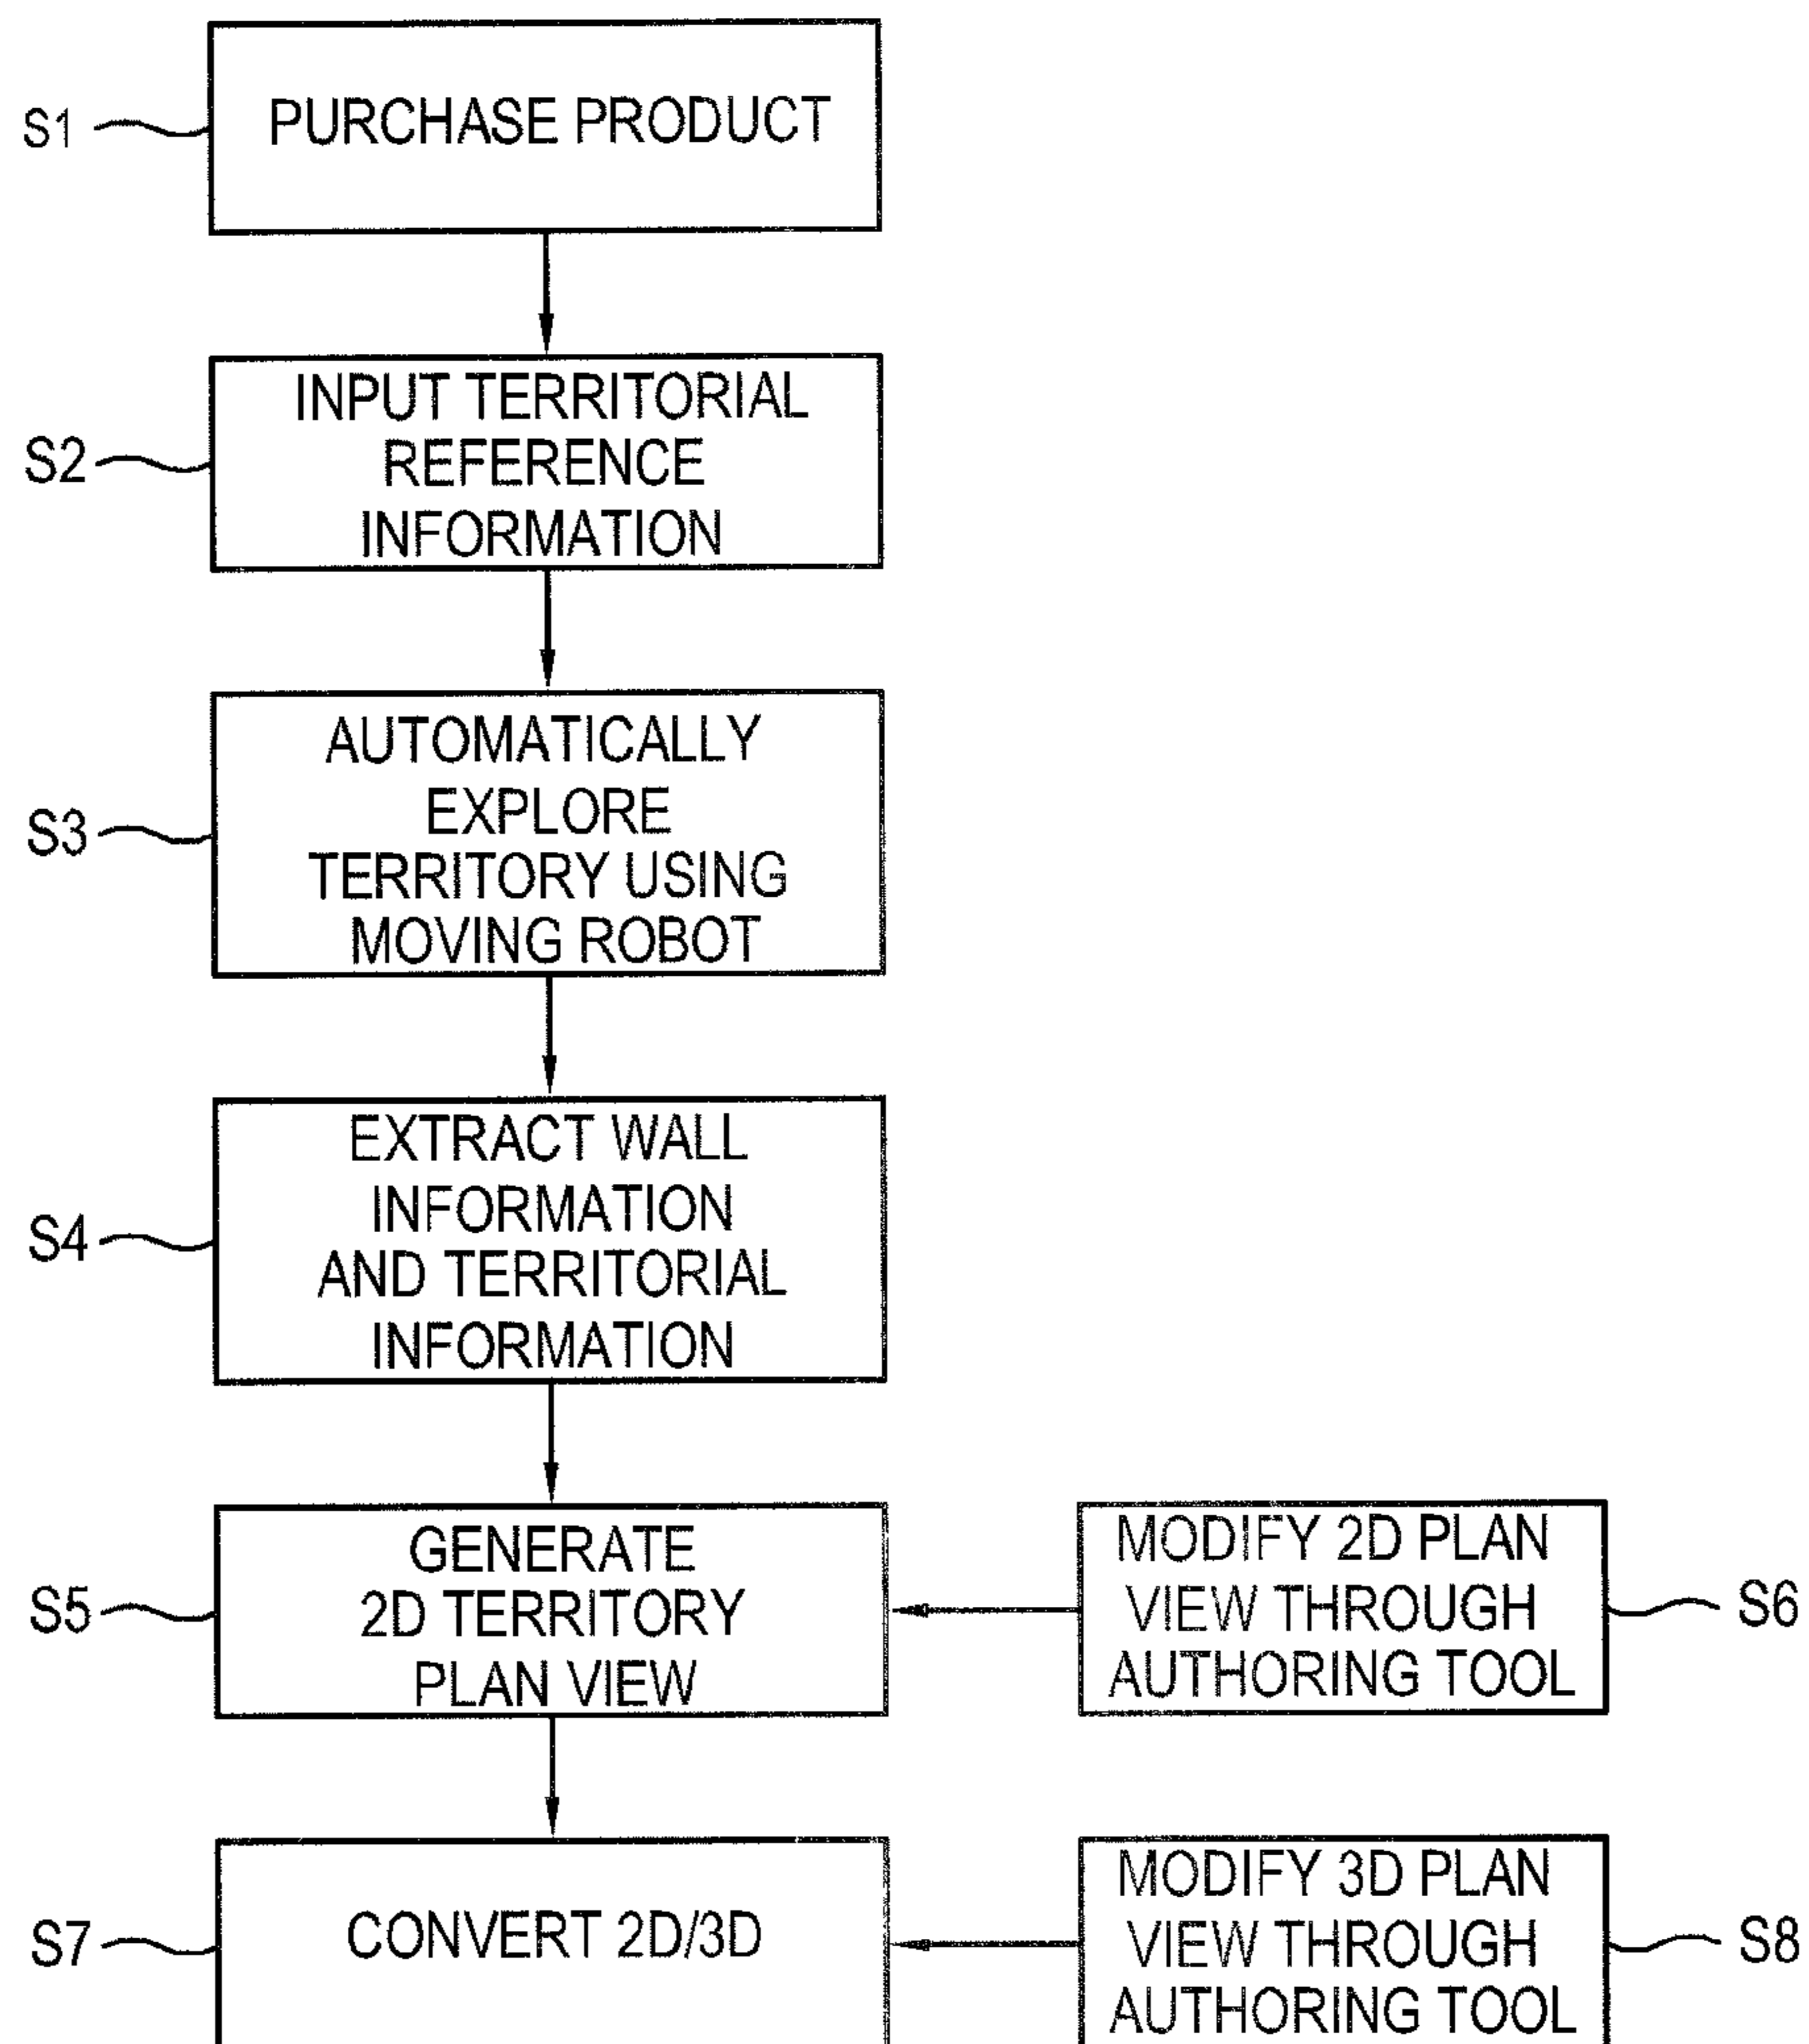 S1
PURCHASE PRODUCT
S2
INPUT TERRITORIAL
REFERENCE
INFORMATION
S3
AUTOMATICALLY
EXPLORE
TERRITORY USING
MOVING ROBOT
S4
EXTRACT WALL
INFORMATION
AND TERRITORIAL
INFORMATION
S5
GENERATE
2D TERRITORY
PLAN VIEW
MODIFY 2D PLAN
VIEW THROUGH
AUTHORING TOOL
S6
S7
CONVERT 2D/3D
MODIFY 3D PLAN
VIEW THROUGH
AUTHORING TOOL
S8